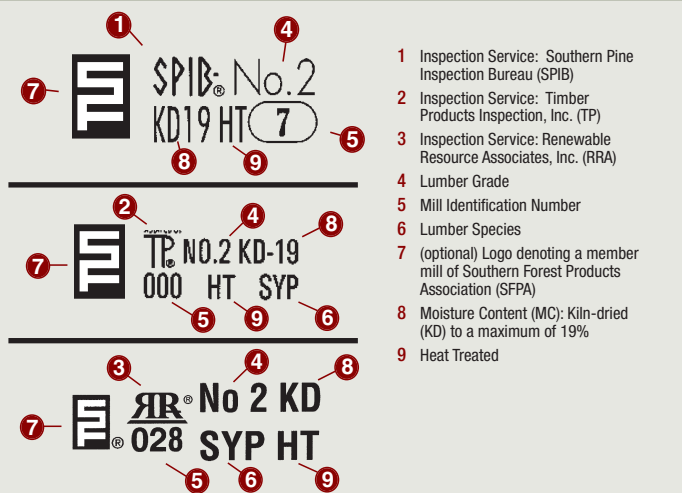 1
4
SPIB® No.2
7
KD19 HT 7
5
8 9
2 4
8
TP® NO.2 KD-19
7
000 HT SYP
5 9 6
3 4
8
RR® No 2 KD
7
® 028 SYP HT
5 6 9
1 Inspection Service: Southern Pine
Inspection Bureau (SPIB)
2 Inspection Service: Timber
Products Inspection, Inc. (TP)
3 Inspection Service: Renewable
Resource Associates, Inc. (RRA)
4 Lumber Grade
5 Mill Identification Number
6 Lumber Species
7 (optional) Logo denoting a member
mill of Southern Forest Products
Association (SFPA)
8 Moisture Content (MC): Kiln-dried
(KD) to a maximum of 19%
9 Heat Treated